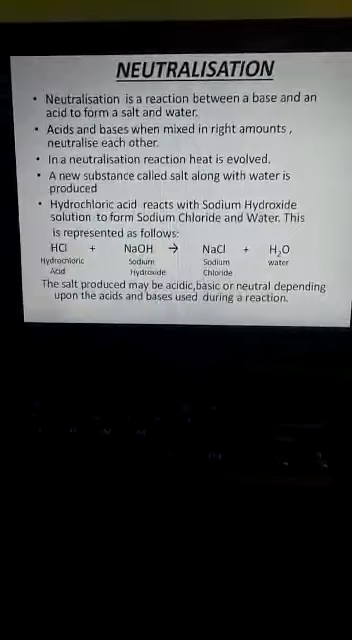 NEUTRALISATION
• Neutralisation is a reaction between a base and an
acid to form a salt and water.
• Acids and bases when mixed in right amounts ,
neutralise each other.
• In a neutralisation reaction heat is evolved.
• A new substance called salt along with water is
produced
• Hydrochloric acid reacts with Sodium Hydroxide
solution to form Sodium Chloride and Water. This
is represented as follows:
HCl + NaOH → NaCl + H₂O
Hydrochloric Sodium Sodium water
Acid Hydroxide Chloride
The salt produced may be acidic,basic or neutral depending
upon the acids and bases used during a reaction.